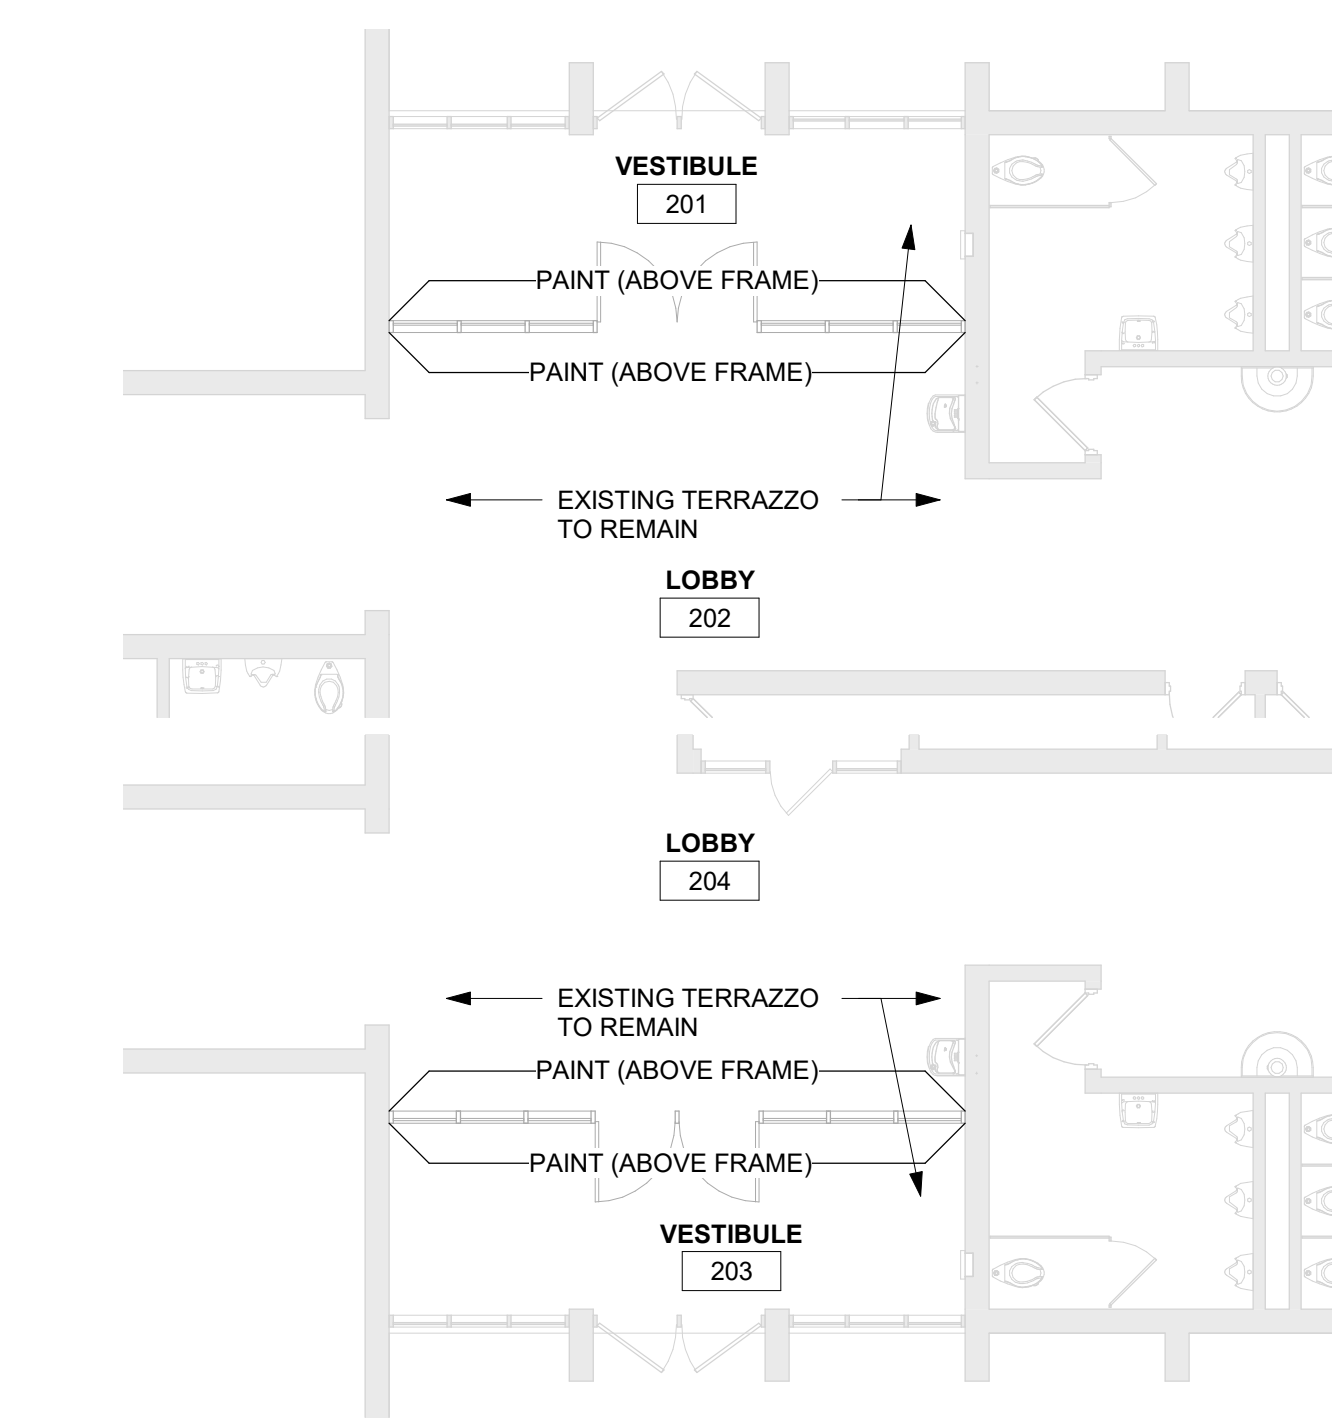 VESTIBULE
201
PAINT (ABOVE FRAME)
PAINT (ABOVE FRAME)
EXISTING TERRAZZO
TO REMAIN
LOBBY
202
LOBBY
204
EXISTING TERRAZZO
TO REMAIN
PAINT (ABOVE FRAME)
PAINT (ABOVE FRAME)
VESTIBULE
203